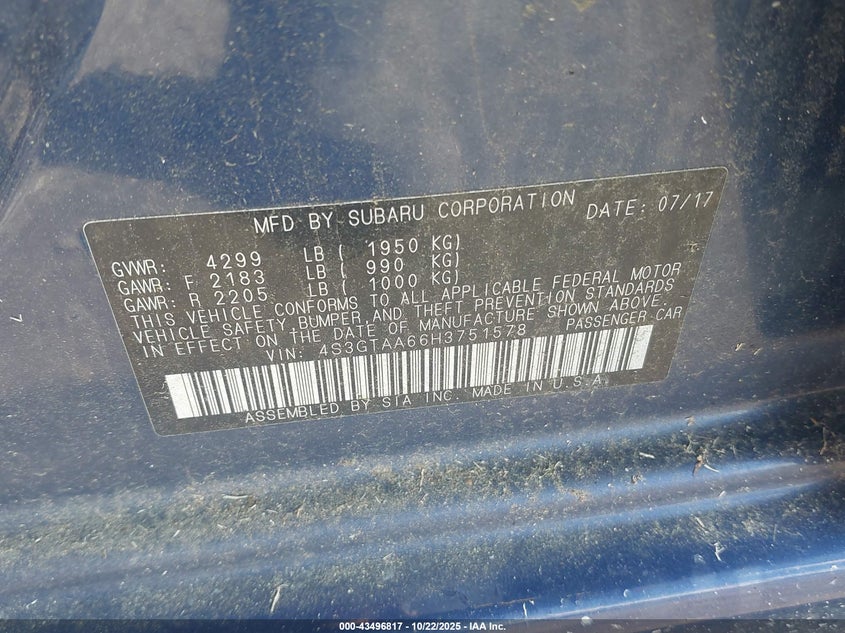 MFD BY SUBARU CORPORATION DATE: 07/17
GVWR: 4299 LB ( 1950 KG)
GAWR: F 2183 LB ( 990 KG)
GAWR: R 2205 LB ( 1000 KG)
THIS VEHICLE CONFORMS TO ALL APPLICABLE FEDERAL MOTOR
VEHICLE SAFETY BUMPER, AND THEFT PREVENTION STANDARDS
IN EFFECT ON THE DATE OF MANUFACTURE SHOWN ABOVE.
VIN: 4S3GTAA66H3751578 PASSENGER CAR
ASSEMBLED BY SIA INC. MADE IN U.S.A.
000-43496817 - 10/22/2025 - IAA Inc.